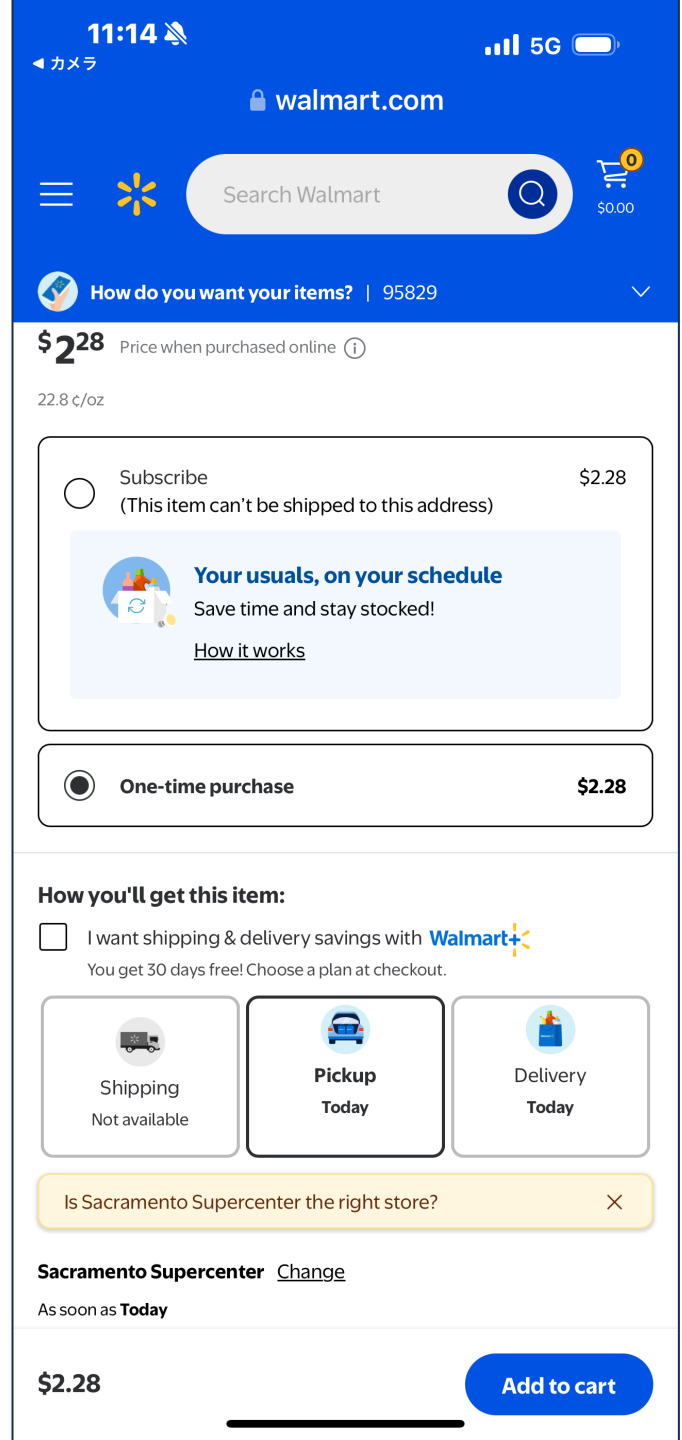 11:14
5G
◀ カメラ
walmart.com
Search Walmart
0
$0.00
How do you want your items? | 95829
$2.28 Price when purchased online
22.8 ¢/oz
Subscribe $2.28
(This item can't be shipped to this address)
Your usuals, on your schedule
Save time and stay stocked!
How it works
One-time purchase $2.28
How you'll get this item:
I want shipping & delivery savings with Walmart+
You get 30 days free! Choose a plan at checkout.
Shipping
Not available
Pickup
Today
Delivery
Today
Is Sacramento Supercenter the right store?
Sacramento Supercenter Change
As soon as Today
$2.28 Add to cart